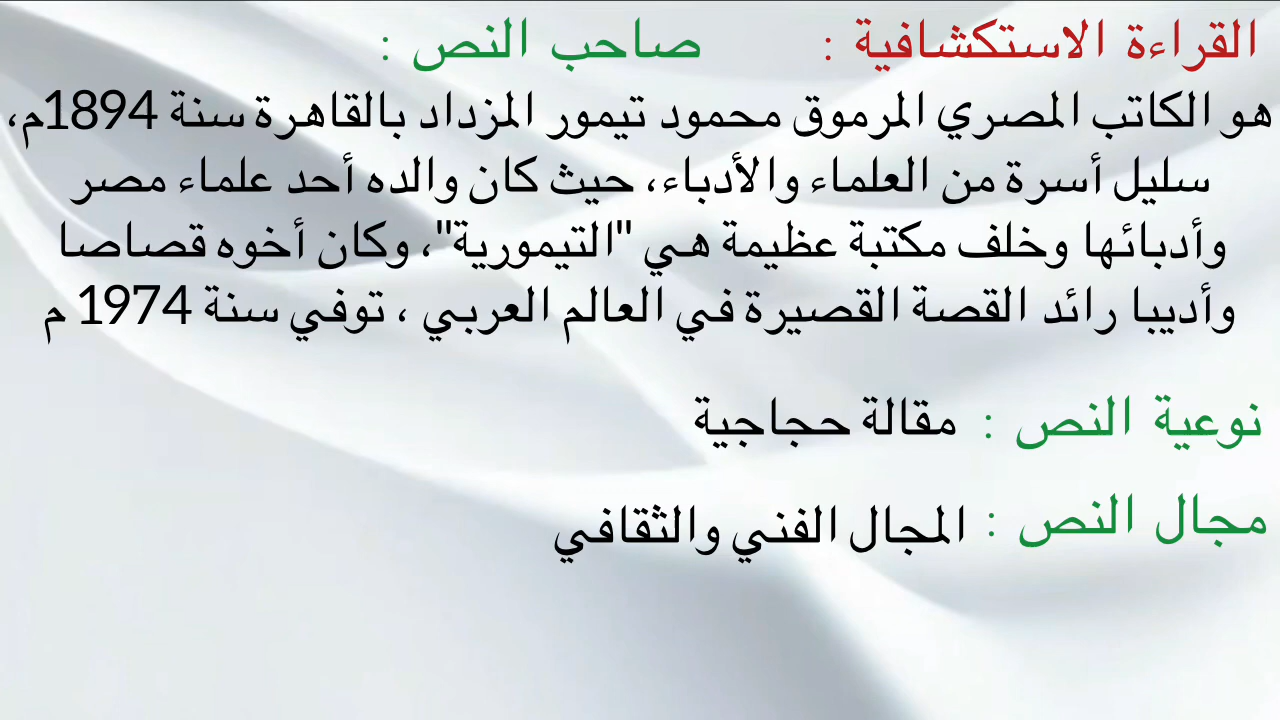 القراءة الاستكشافية : صاحب النص :
هو الكاتب المصري المرموق محمود تيمور المزداد بالقاهرة سنة 1894م،
سليل أسرة من العلماء والأدباء، حيث كان والده أحد علماء مصر
وأدبائها وخلف مكتبة عظيمة هي "التيمورية"، وكان أخوه قصاصا
وأديبا رائد القصة القصيرة في العالم العربي ، توفي سنة 1974 م
نوعية النص : مقالة حجاجية
مجال النص : المجال الفني والثقافي